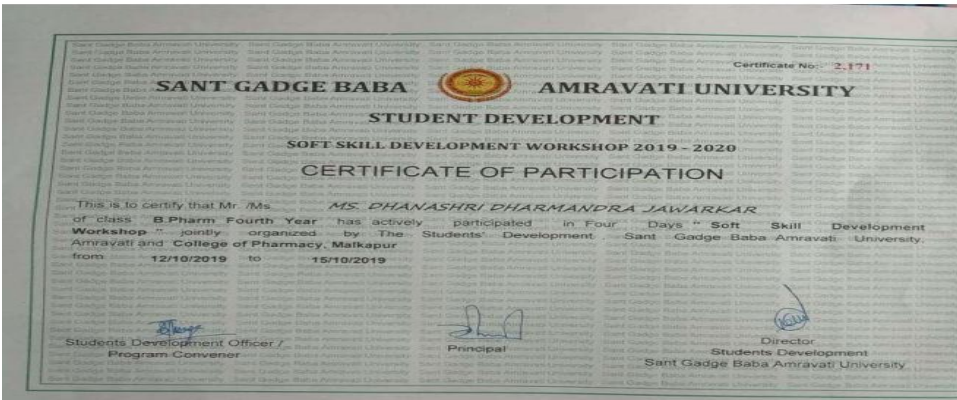 Certificate No:- 2,171
SANT GADGE BABA AMRAVATI UNIVERSITY
STUDENT DEVELOPMENT
SOFT SKILL DEVELOPMENT WORKSHOP 2019 - 2020
CERTIFICATE OF PARTICIPATION
This is to certify that Mr. /Ms. MS. DHANASHRI DHARMANDRA JAWARKAR
of class B.Pharm Fourth Year has actively participated in Four Days " Soft Skill Development
Workshop " jointly organized by The Students' Development , Sant Gadge Baba Amravati University,
Amravati and College of Pharmacy, Malkapur
from 12/10/2019 to 15/10/2019
Students Development Officer /
Program Convener
Principal
Director
Students Development
Sant Gadge Baba Amravati University